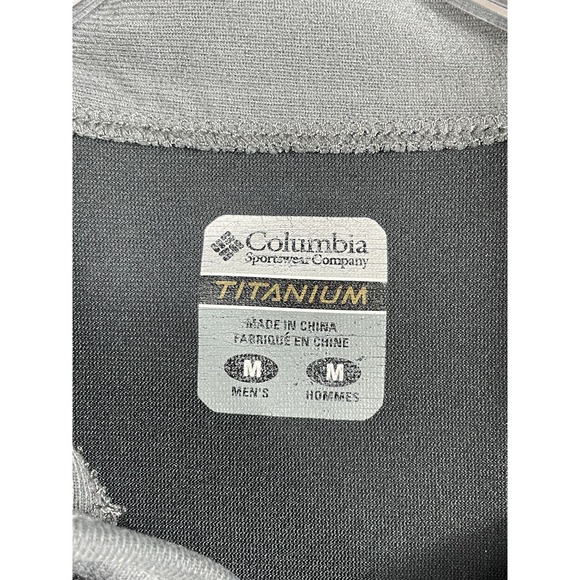 Columbia
Sportswear Company
TITANIUM
MADE IN CHINA
FABRIQUÉ EN CHINE
M M
MEN'S HOMMES